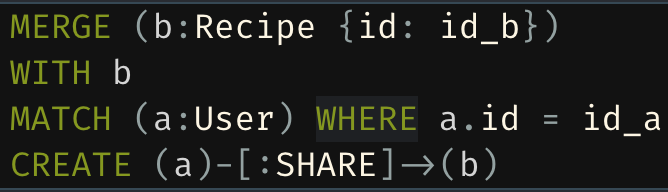 MERGE (b:Recipe {id: id_b})
WITH b
MATCH (a:User) WHERE a.id = id_a
CREATE (a)-[:SHARE]->(b)